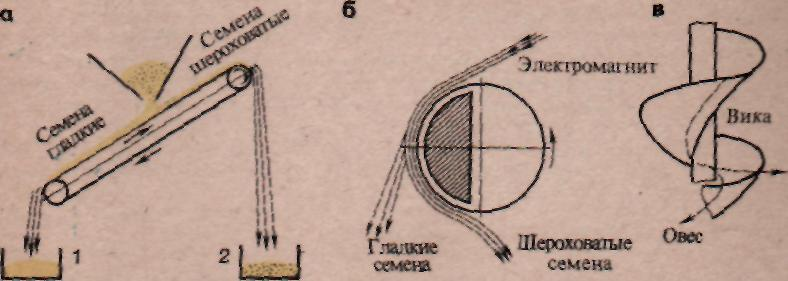 а
Семена
шероховатые
Семена
гладкие
1
2
б
Электромагнит
Гладкие
семена
Шероховатые
семена
в
Вика
Овес